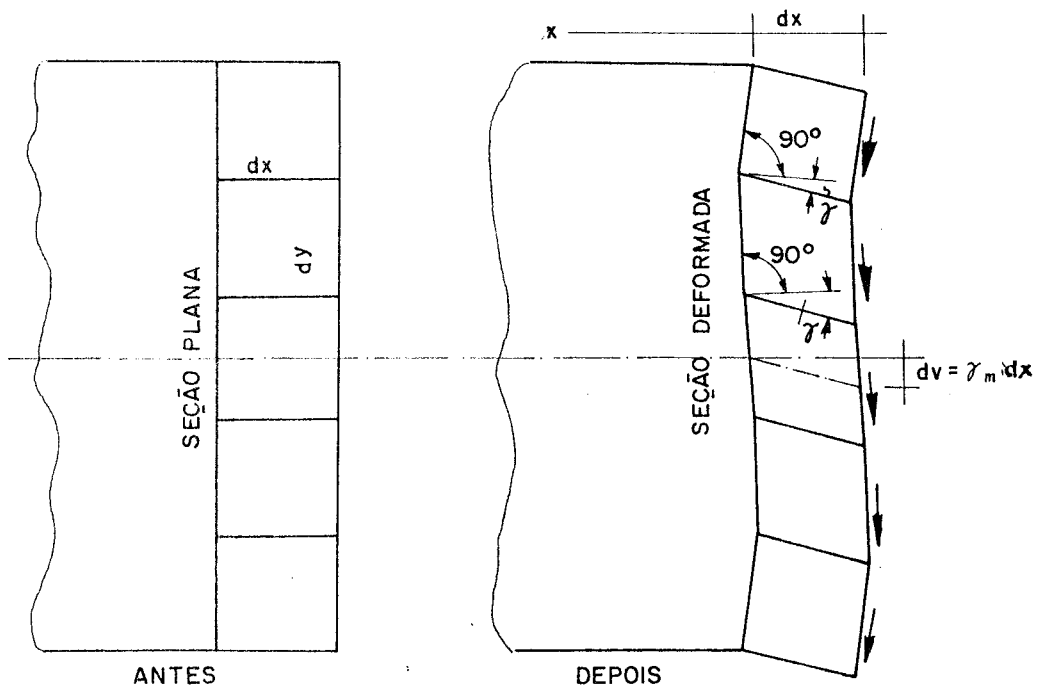 dx
dy
SEÇÃO PLANA
ANTES
x
dx
90°
γ
90°
γ
SEÇÃO DEFORMADA
dv = γm dx
DEPOIS